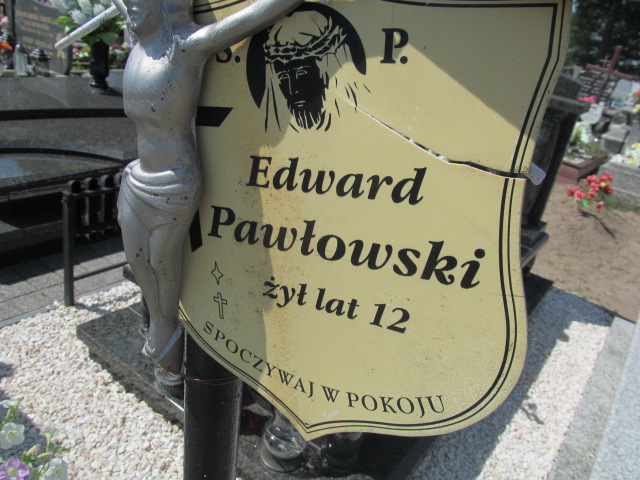 Ś. P.
Edward
Pawłowski
żył lat 12
SPOCZYWAJ W POKOJU